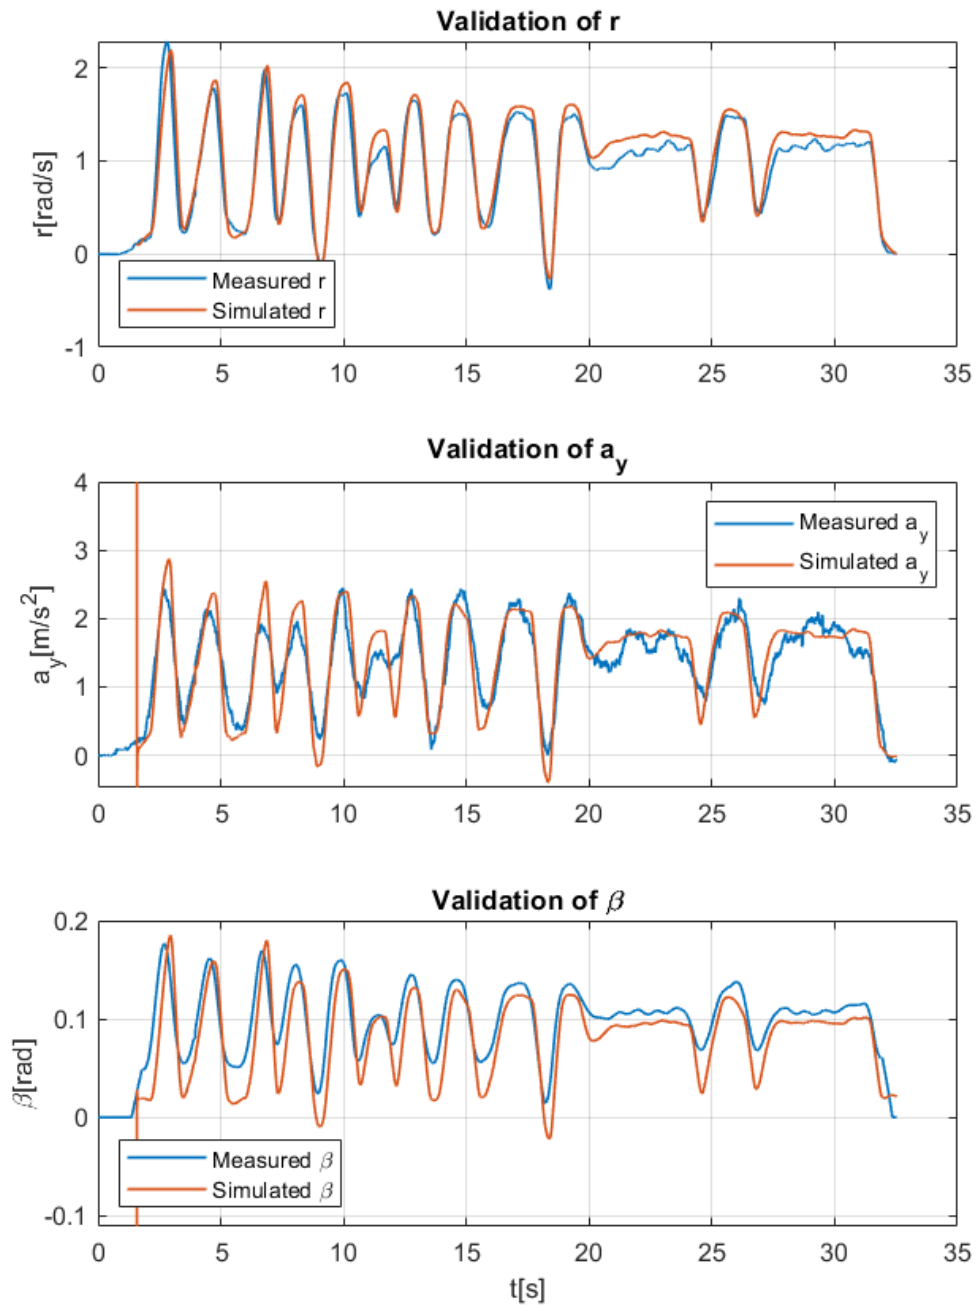 Validation of r
2
1
0
-1
r[rad/s]
Measured r
Simulated r
0 5 10 15 20 25 30 35
Validation of a_y
4
3
2
1
0
a_y[m/s^2]
Measured a_y
Simulated a_y
0 5 10 15 20 25 30 35
Validation of β
0.2
0.1
0
-0.1
β[rad]
Measured β
Simulated β
0 5 10 15 20 25 30 35
t[s]